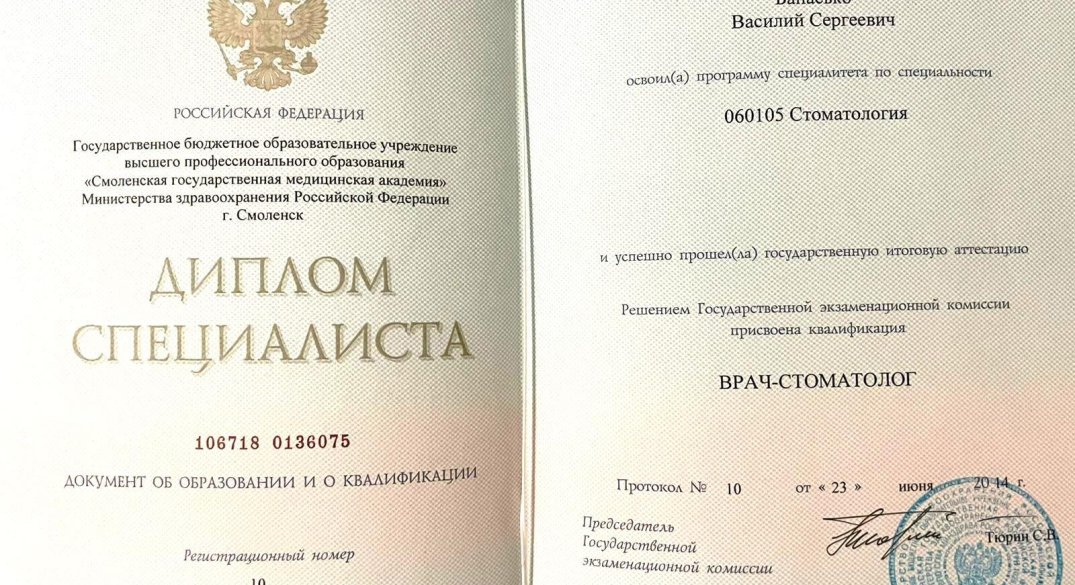 РОССИЙСКАЯ ФЕДЕРАЦИЯ
Государственное бюджетное образовательное учреждение
высшего профессионального образования
«Смоленская государственная медицинская академия»
Министерства здравоохранения Российской Федерации
г. Смоленск
ДИПЛОМ
СПЕЦИАЛИСТА
106718 0136075
ДОКУМЕНТ ОБ ОБРАЗОВАНИИ И О КВАЛИФИКАЦИИ
Регистрационный номер
10
Василий Сергеевич
освоил(а) программу специалитета по специальности
060105 Стоматология
и успешно прошел(ла) государственную итоговую аттестацию
Решением Государственной экзаменационной комиссии
присвоена квалификация
ВРАЧ-СТОМАТОЛОГ
Протокол № 10 от « 23 » июня 2014 г.
Председатель
Государственной
экзаменационной комиссии
Тюрин С.В.